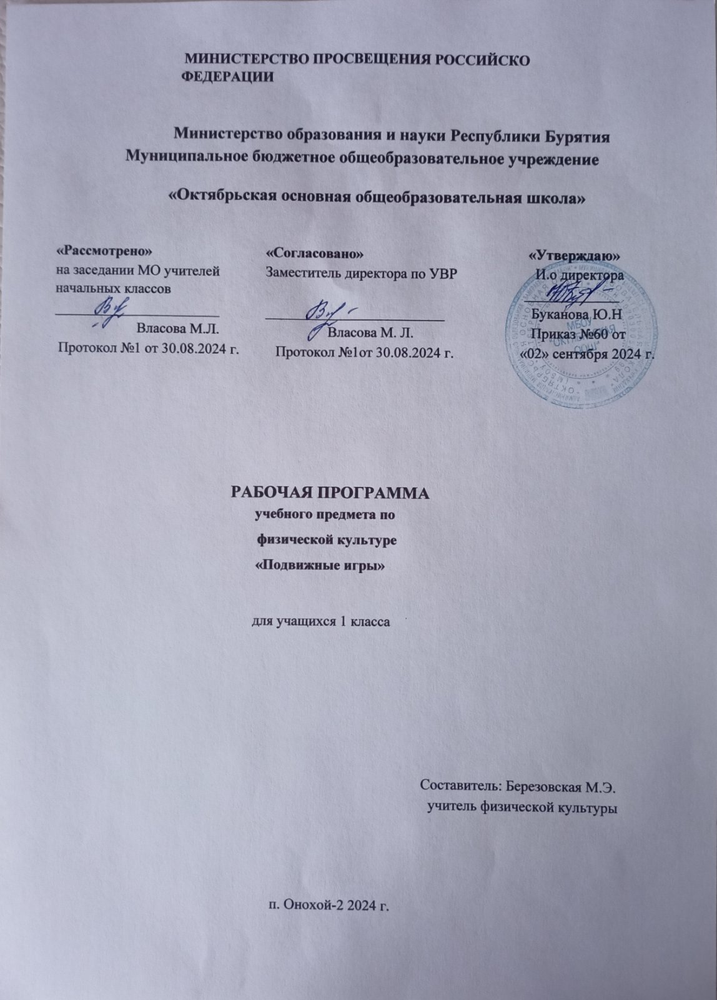 МИНИСТЕРСТВО ПРОСВЕЩЕНИЯ РОССИЙСКО
ФЕДЕРАЦИИ
Министерство образования и науки Республики Бурятия
Муниципальное бюджетное общеобразовательное учреждение
«Октябрьская основная общеобразовательная школа»
«Рассмотрено»
на заседании МО учителей
начальных классов
Власова М.Л.
Протокол №1 от 30.08.2024 г.
«Согласовано»
Заместитель директора по УВР
Власова М. Л.
Протокол №1от 30.08.2024 г.
«Утверждаю»
И.о директора
Буканова Ю.Н
Приказ №60 от
«02» сентября 2024 г.
МБОУ
"ОКТЯБРЬСКАЯ
ООШ"
РАБОЧАЯ ПРОГРАММА
учебного предмета по
физической культуре
«Подвижные игры»
для учащихся 1 класса
Составитель: Березовская М.Э.
учитель физической культуры
п. Онохой-2 2024 г.